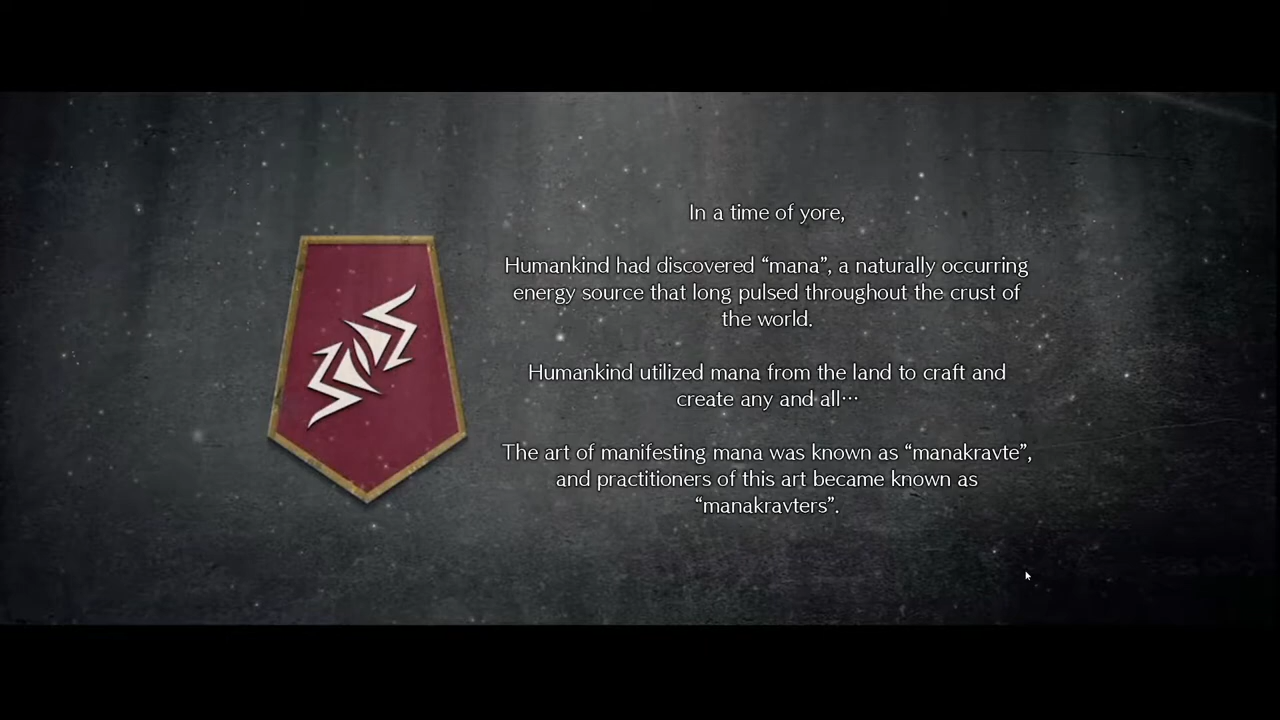 In a time of yore,
Humankind had discovered “mana”, a naturally occurring
energy source that long pulsed throughout the crust of
the world.
Humankind utilized mana from the land to craft and
create any and all⋯
The art of manifesting mana was known as “manakravte”,
and practitioners of this art became known as
“manakravters”.